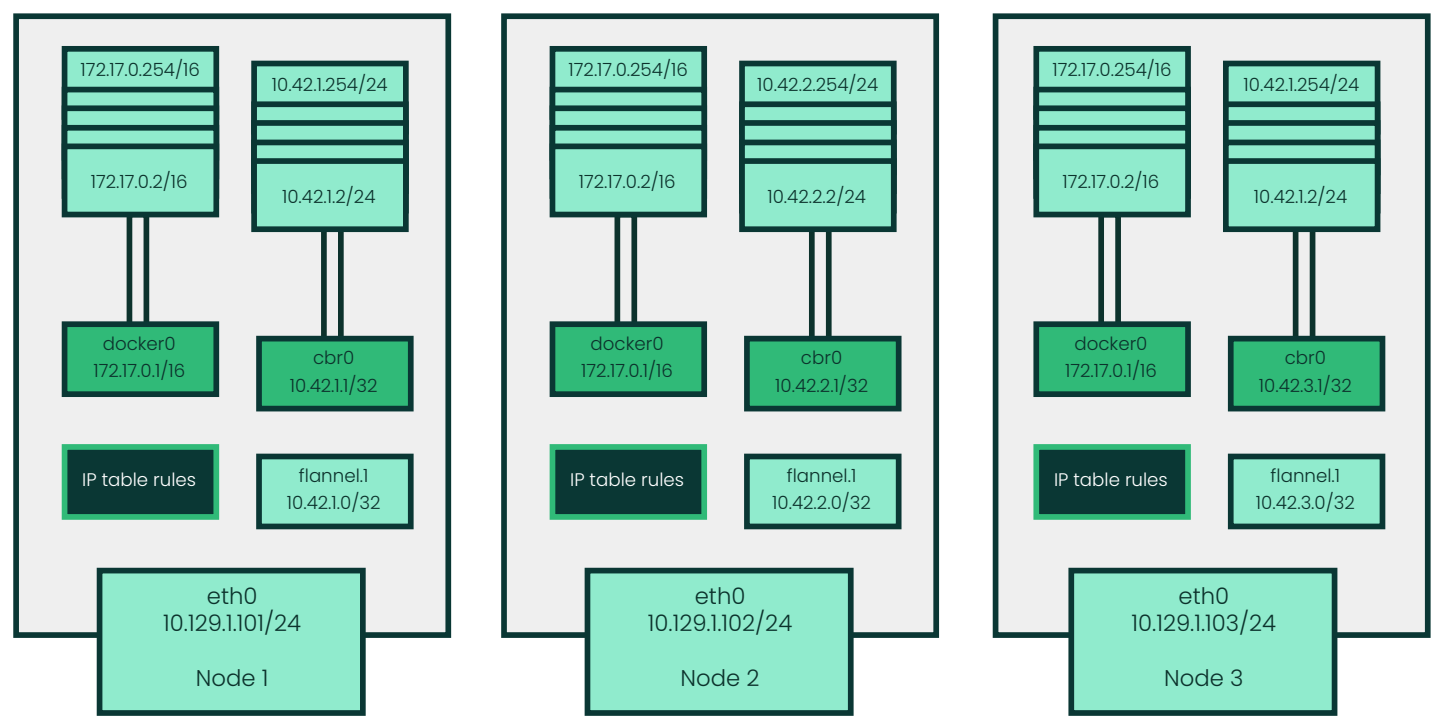 172.17.0.254/16
10.42.1.254/24
172.17.0.2/16
10.42.1.2/24
docker0
172.17.0.1/16
cbr0
10.42.1.1/32
IP table rules
flannel.1
10.42.1.0/32
eth0
10.129.1.101/24
Node 1
172.17.0.254/16
10.42.2.254/24
172.17.0.2/16
10.42.2.2/24
docker0
172.17.0.1/16
cbr0
10.42.2.1/32
IP table rules
flannel.1
10.42.2.0/32
eth0
10.129.1.102/24
Node 2
172.17.0.254/16
10.42.1.254/24
172.17.0.2/16
10.42.1.2/24
docker0
172.17.0.1/16
cbr0
10.42.3.1/32
IP table rules
flannel.1
10.42.3.0/32
eth0
10.129.1.103/24
Node 3